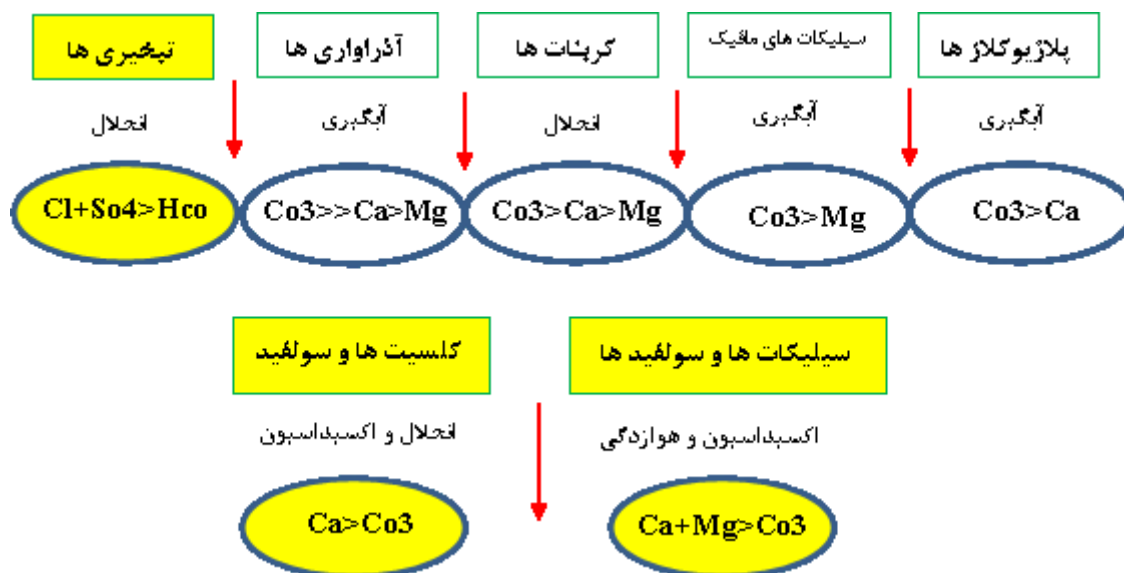 پلاژیوکلاژ ها
سیلیکات های مافیک
کربنات ها
آذراواری ها
تبخیری ها
آبگیری
آبگیری
انحلال
آبگیری
انحلال
Co3>Ca
Co3>Mg
Co3>Ca>Mg
Co3>>Ca>Mg
Cl+So4>Hco
سیلیکات ها و سولفید ها
کلسیت ها و سولفید
اکسیداسیون و هوازدگی
انحلال و اکسیداسیون
Ca+Mg>Co3
Ca>Co3